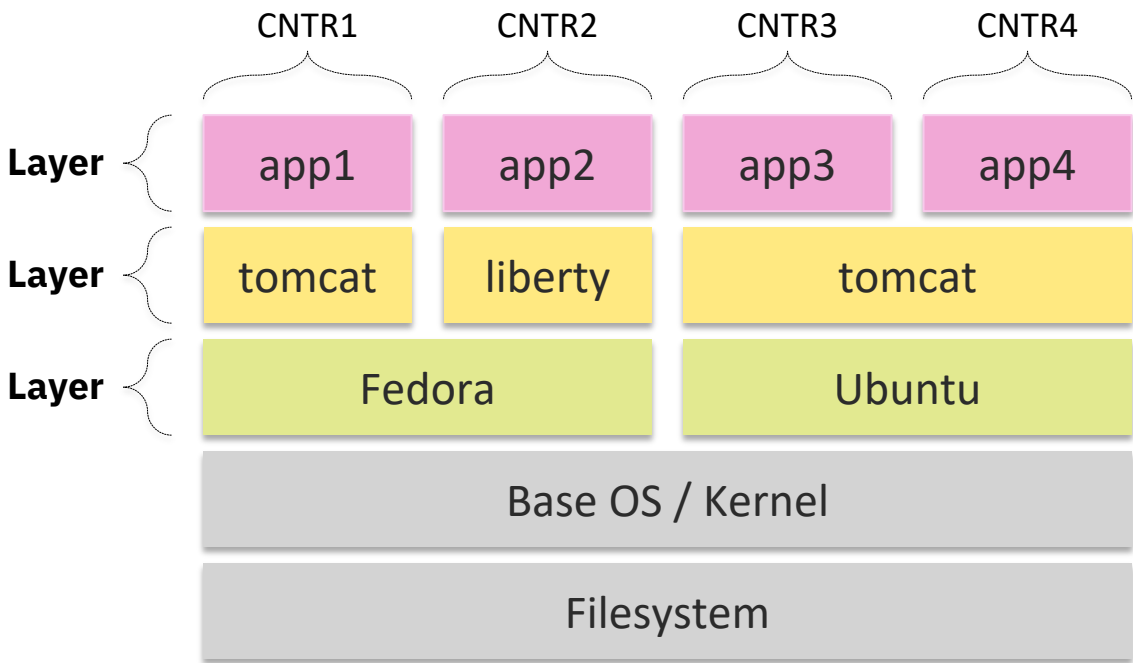 CNTR1 CNTR2 CNTR3 CNTR4
Layer app1 app2 app3 app4
Layer tomcat liberty tomcat
Layer Fedora Ubuntu
Base OS / Kernel
Filesystem